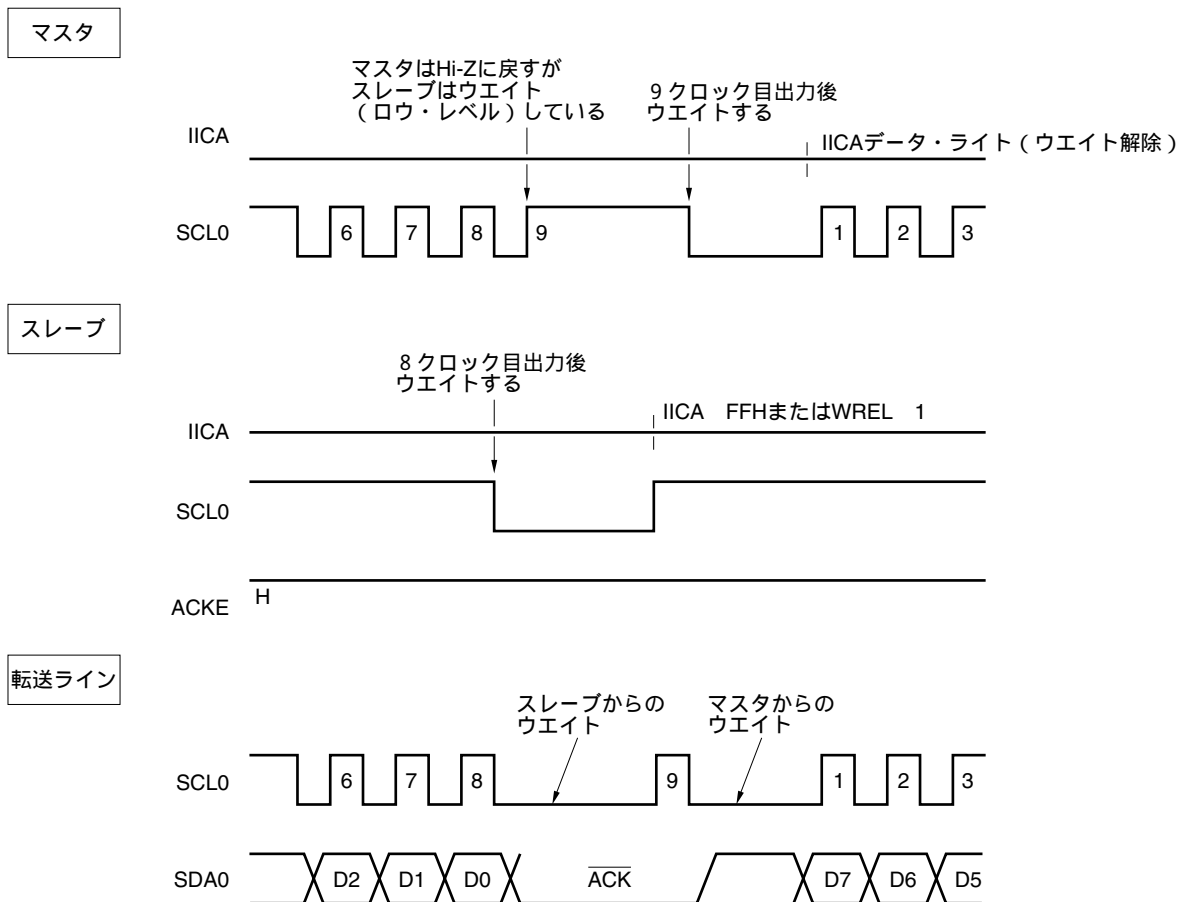 マスタ
マスタはHi-Zに戻すが
スレーブはウエイト
（ロウ・レベル）している
９クロック目出力後
ウエイトする
IICA
IICAデータ・ライト（ウエイト解除）
SCL0
6 7 8 9 1 2 3
スレーブ
８クロック目出力後
ウエイトする
IICA FFHまたはWREL 1
IICA
SCL0
H
ACKE
転送ライン
スレーブからの
ウエイト
マスタからの
ウエイト
SCL0
6 7 8 9 1 2 3
SDA0
D2 D1 D0 ACK D7 D6 D5